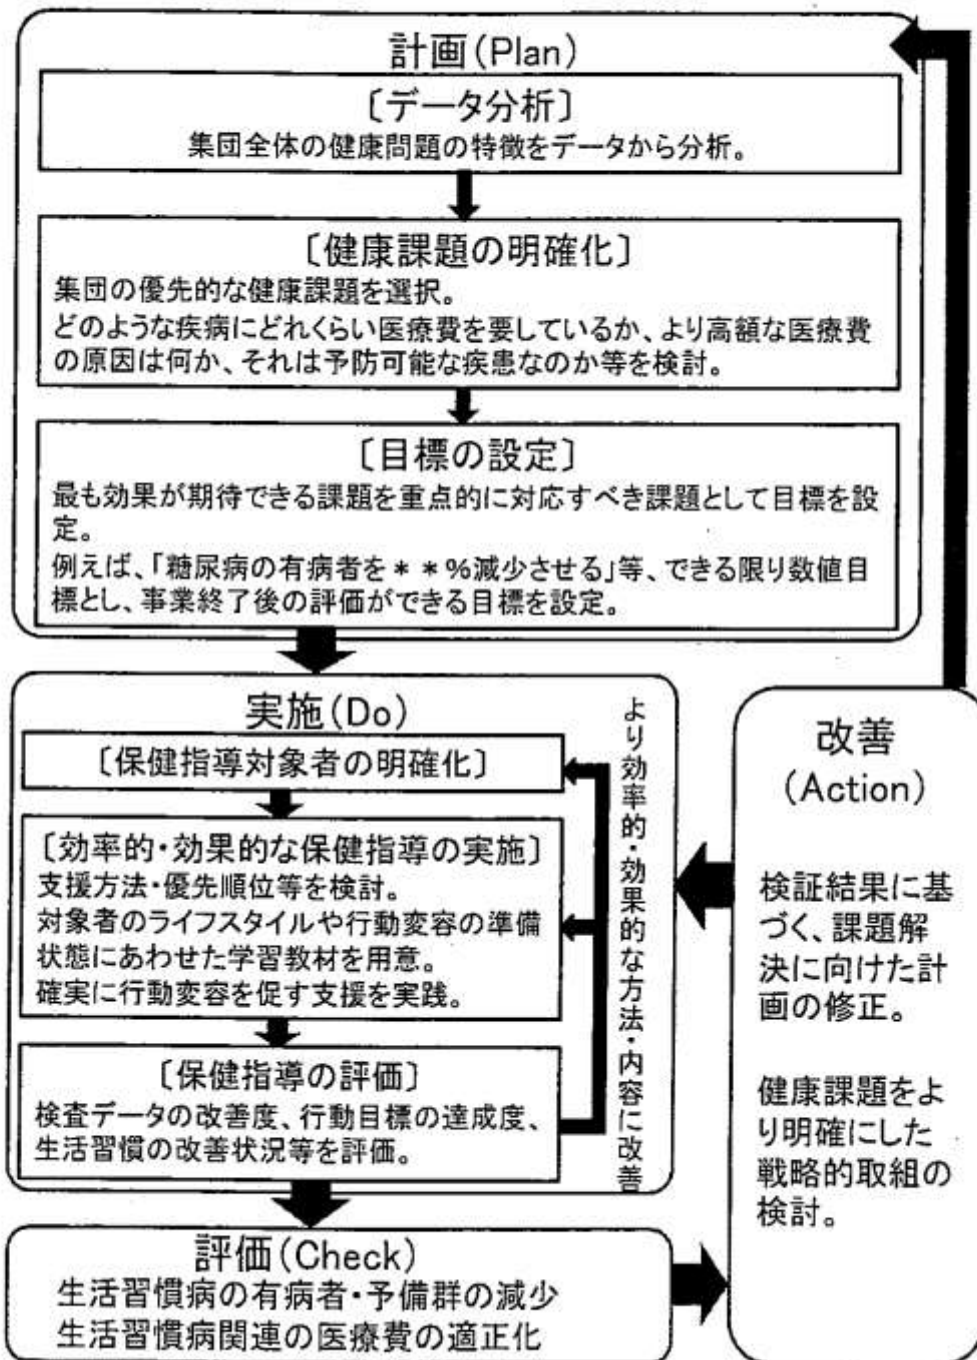 計画(Plan)
〔データ分析〕
集団全体の健康問題の特徴をデータから分析。
〔健康課題の明確化〕
集団の優先的な健康課題を選択。
どのような疾病にどれくらい医療費を要しているか、より高額な医療費
の原因は何か、それは予防可能な疾患なのか等を検討。
〔目標の設定〕
最も効果が期待できる課題を重点的に対応すべき課題として目標を設
定。
例えば、「糖尿病の有病者を＊＊％減少させる」等、できる限り数値目
標とし、事業終了後の評価ができる目標を設定。
実施(Do)
〔保健指導対象者の明確化〕
〔効率的・効果的な保健指導の実施〕
支援方法・優先順位等を検討。
対象者のライフスタイルや行動変容の準備
状態にあわせた学習教材を用意。
確実に行動変容を促す支援を実践。
〔保健指導の評価〕
検査データの改善度、行動目標の達成度、
生活習慣の改善状況等を評価。
より効率的・効果的な方法・内容に改善
評価(Check)
生活習慣病の有病者・予備群の減少
生活習慣病関連の医療費の適正化
改善
(Action)
検証結果に基
づく、課題解
決に向けた計
画の修正。
健康課題をよ
り明確にした
戦略的取組の
検討。